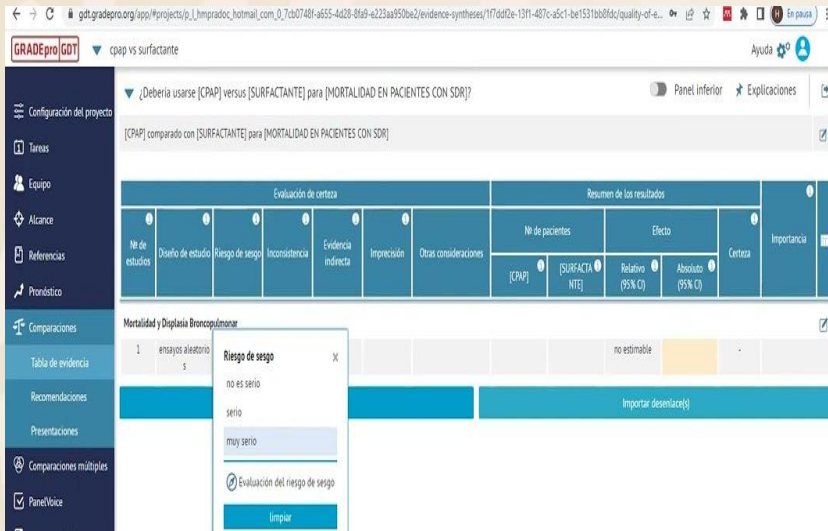 gdt.gradepro.org/app/#projects/p_l_hmpradoc_hotmail_com_0_7cb0748f-a655-4d28-8fa9-e223aa950be2/evidence-syntheses/1f7ddf2e-13f1-487c-a5c1-be1531bb8fdc/quality-of-e...
En pausa
GRADEpro GDT
cpap vs surfactante
Ayuda
¿Debería usarse [CPAP] versus [SURFACTANTE] para [MORTALIDAD EN PACIENTES CON SDR]?
Panel inferior
Explicaciones
[CPAP] comparado con [SURFACTANTE] para [MORTALIDAD EN PACIENTES CON SDR]
Configuración del proyecto
Tareas
Equipo
Alcance
Referencias
Pronóstico
Comparaciones
Tabla de evidencia
Recomendaciones
Presentaciones
Comparaciones múltiples
PanelVoice
Evaluación de certeza
Resumen de los resultados
Importancia
Nº de
estudios
Diseño de estudio
Riesgo de sesgo
Inconsistencia
Evidencia
indirecta
Imprecisión
Otras consideraciones
Nº de pacientes
Efecto
Certeza
[CPAP]
[SURFACTA
NTE]
Relativo
(95% CI)
Absoluto
(95% CI)
Mortalidad y Displasia Broncopulmonar
1
ensayos aleatorio
s
no estimable
-
Riesgo de sesgo
x
no es serio
serio
muy serio
Evaluación del riesgo de sesgo
limpiar
Importar desenlace(s)